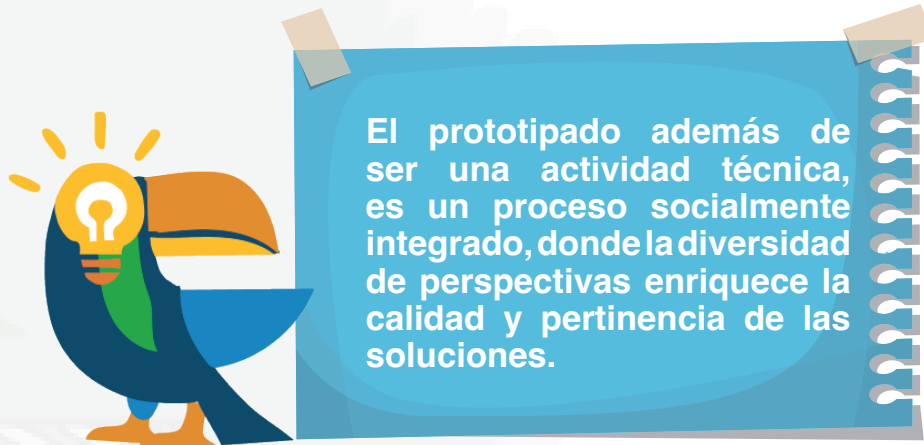 El prototipado además de
ser una actividad técnica,
es un proceso socialmente
integrado, donde la diversidad
de perspectivas enriquece la
calidad y pertinencia de las
soluciones.